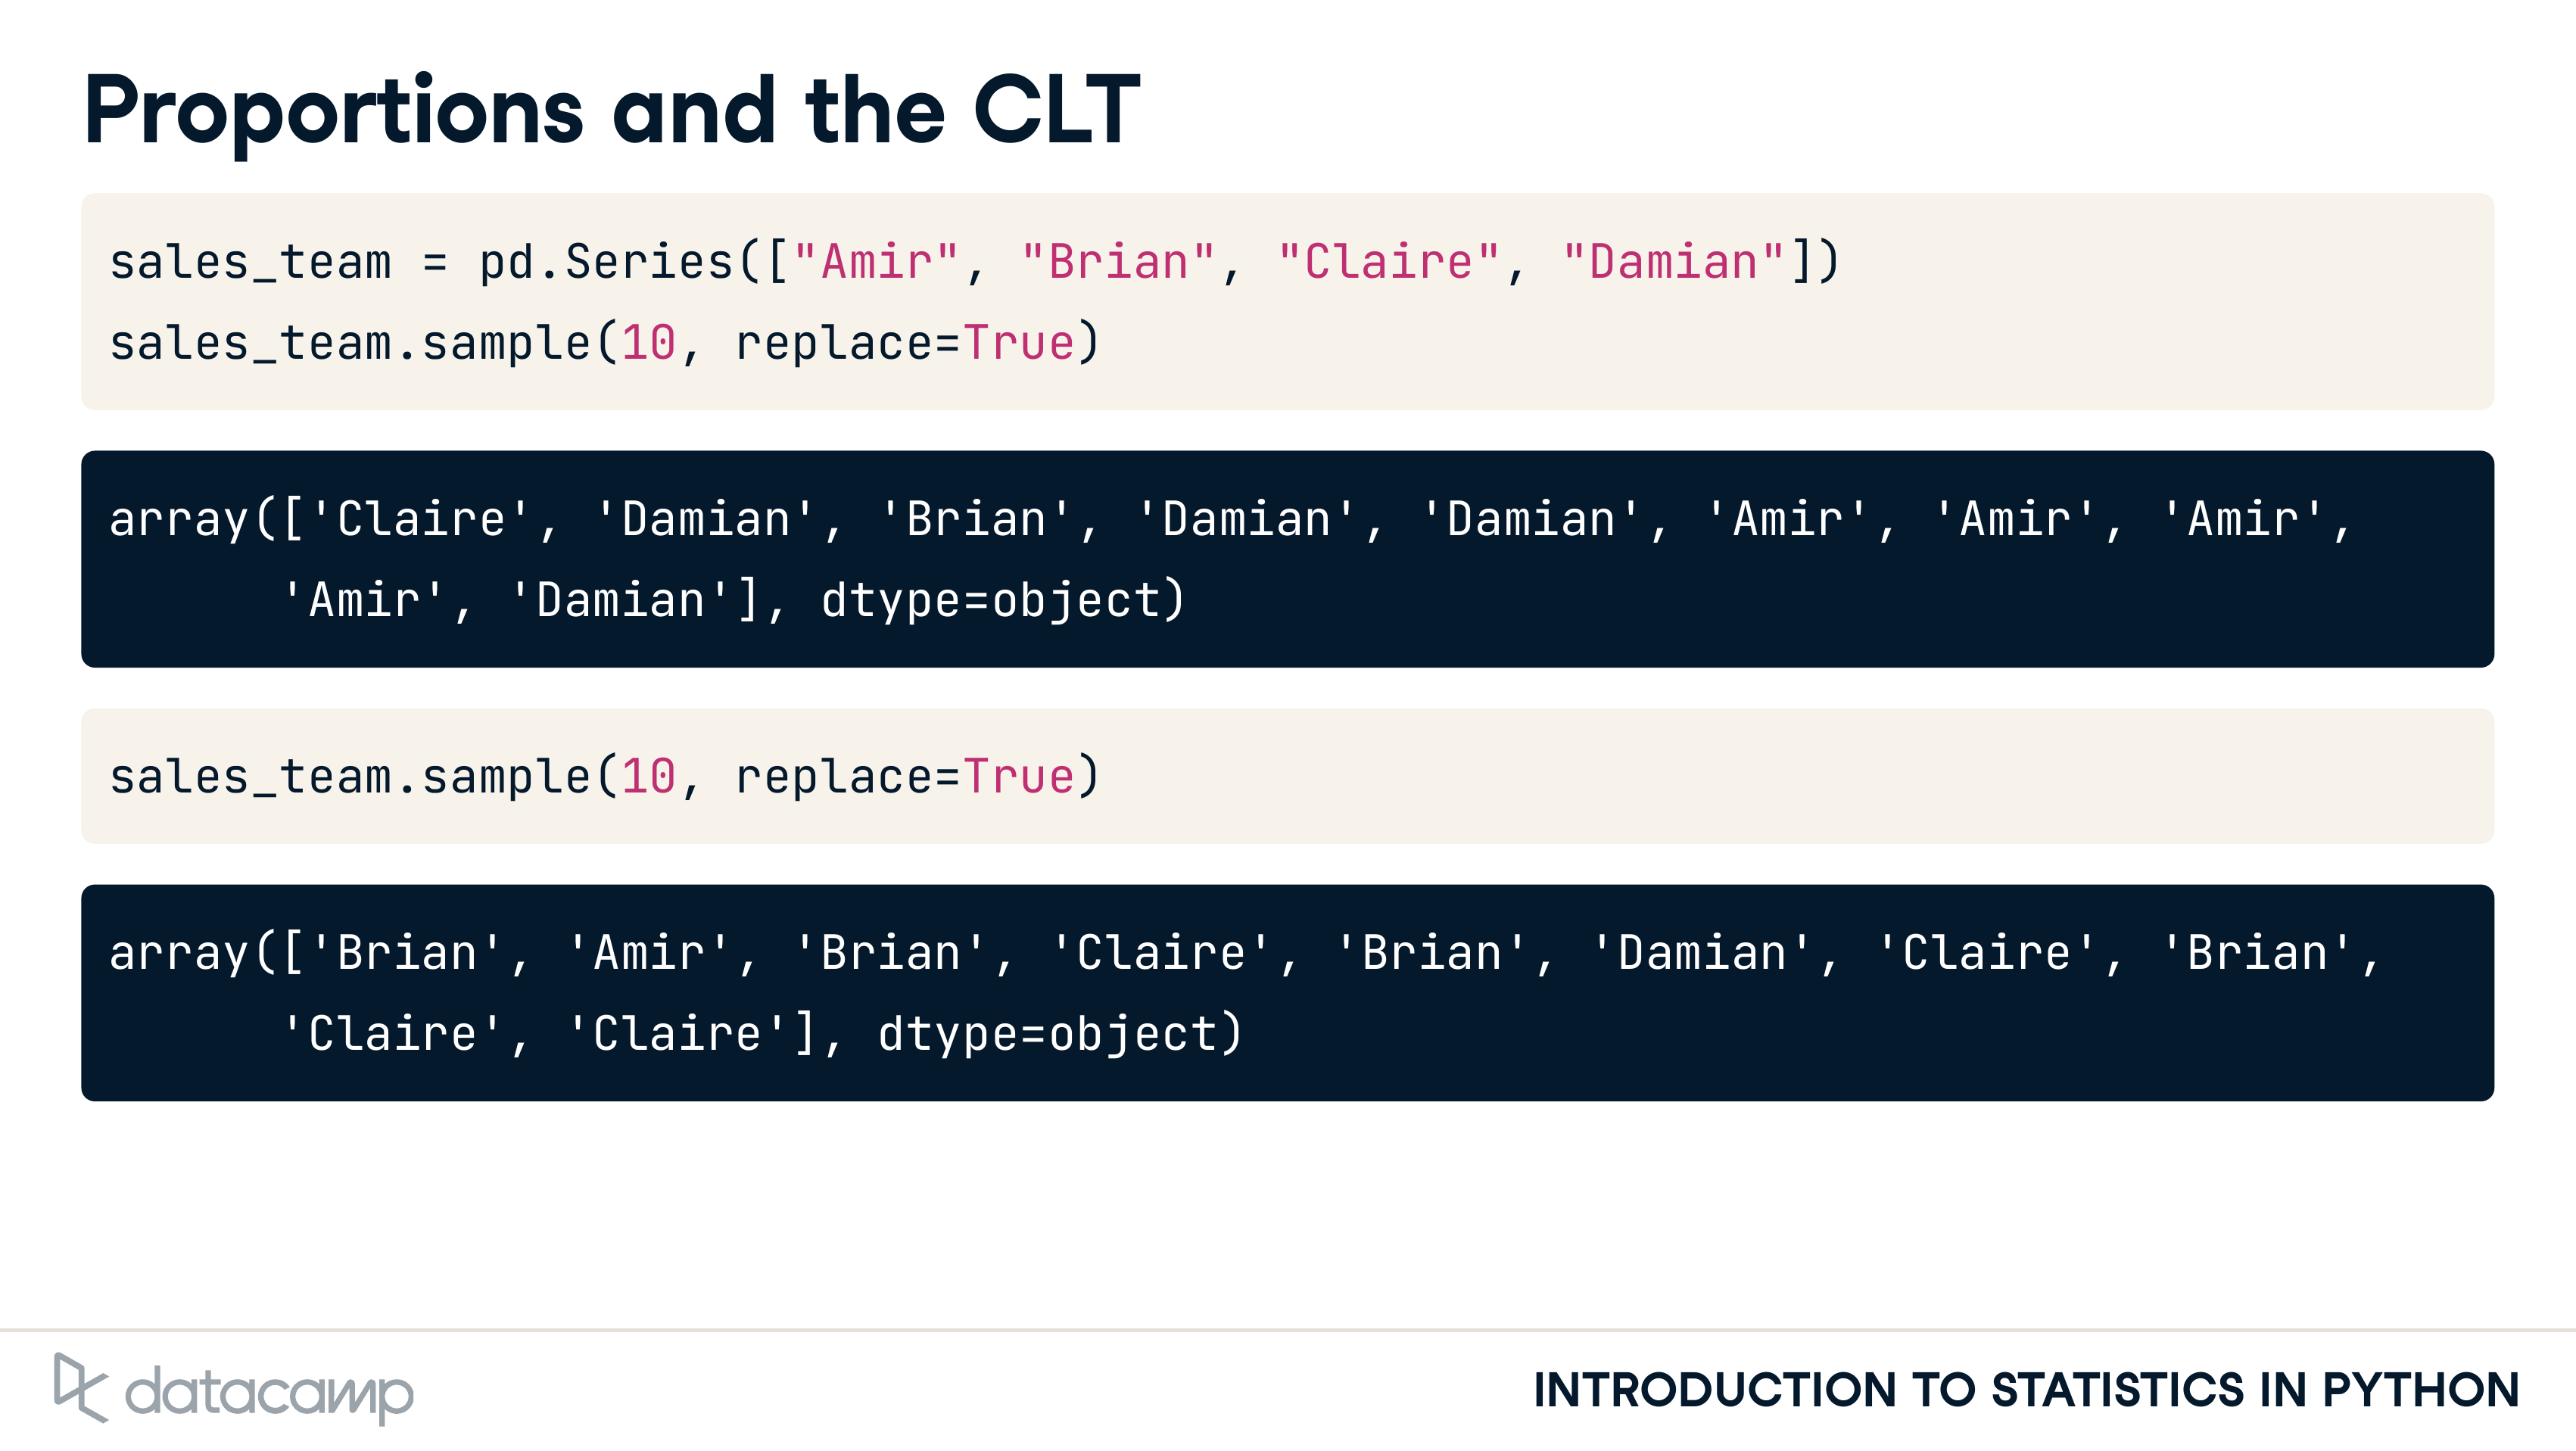 Proportions and the CLT
sales_team = pd.Series(["Amir", "Brian", "Claire", "Damian"])
sales_team.sample(10, replace=True)
array(['Claire', 'Damian', 'Brian', 'Damian', 'Damian', 'Amir', 'Amir', 'Amir',
'Amir', 'Damian'], dtype=object)
sales_team.sample(10, replace=True)
array(['Brian', 'Amir', 'Brian', 'Claire', 'Brian', 'Damian', 'Claire', 'Brian',
'Claire', 'Claire'], dtype=object)
datacamp
INTRODUCTION TO STATISTICS IN PYTHON